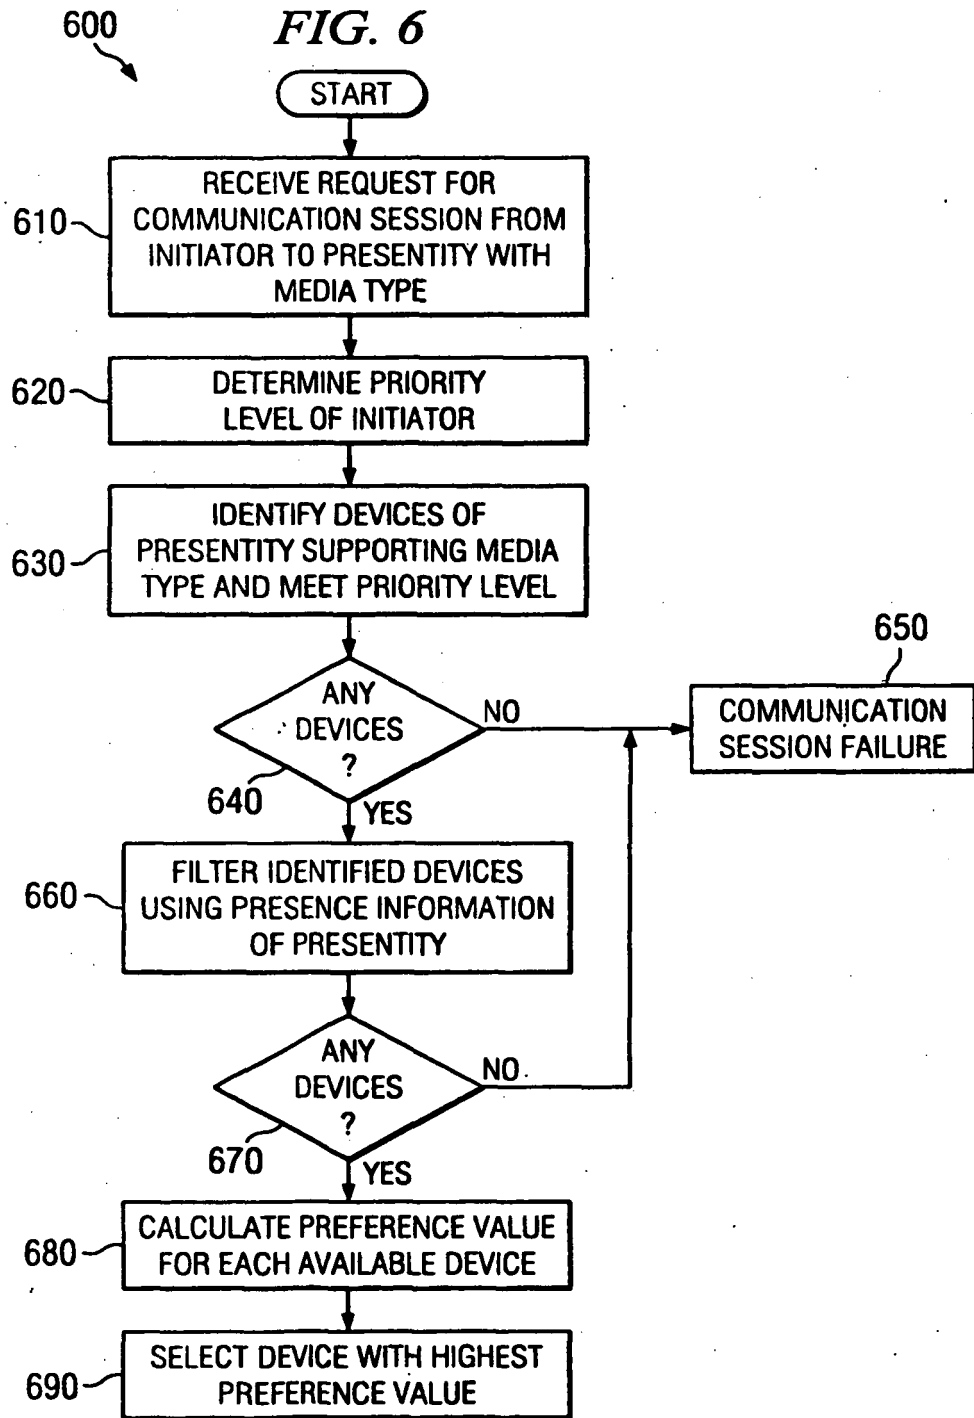 600
FIG. 6
START
610
RECEIVE REQUEST FOR
COMMUNICATION SESSION FROM
INITIATOR TO PRESENTITY WITH
MEDIA TYPE
620
DETERMINE PRIORITY
LEVEL OF INITIATOR
630
IDENTIFY DEVICES OF
PRESENTITY SUPPORTING MEDIA
TYPE AND MEET PRIORITY LEVEL
640
ANY
DEVICES
?
NO
YES
650
COMMUNICATION
SESSION FAILURE
660
FILTER IDENTIFIED DEVICES
USING PRESENCE INFORMATION
OF PRESENTITY
670
ANY
DEVICES
?
NO
YES
680
CALCULATE PREFERENCE VALUE
FOR EACH AVAILABLE DEVICE
690
SELECT DEVICE WITH HIGHEST
PREFERENCE VALUE